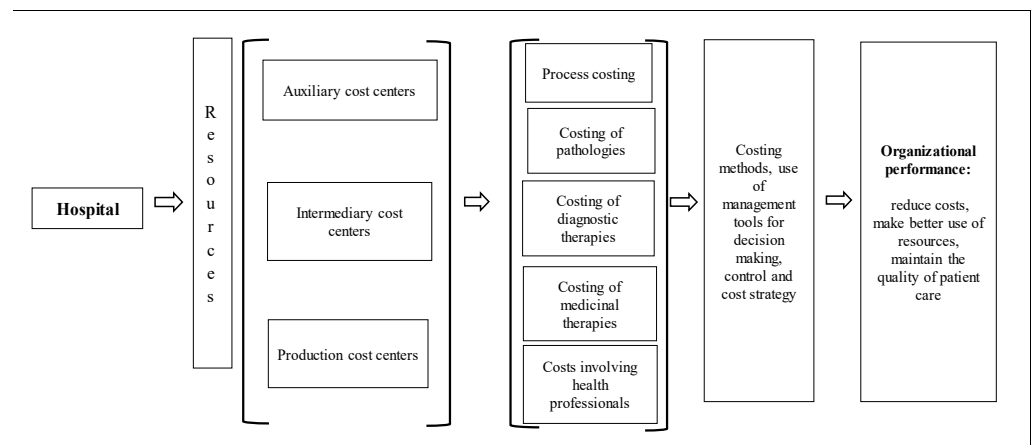 Hospital
Resources
Auxiliary cost centers
Intermediary cost
centers
Production cost centers
Process costing
Costing of
pathologies
Costing of
diagnostic
therapies
Costing of
medicinal
therapies
Costs involving
health
professionals
Costing
methods, use
of
management
tools for
decision
making,
control and
cost strategy
Organizational
performance:
reduce costs,
make better use of
resources,
maintain the
quality of patient
care